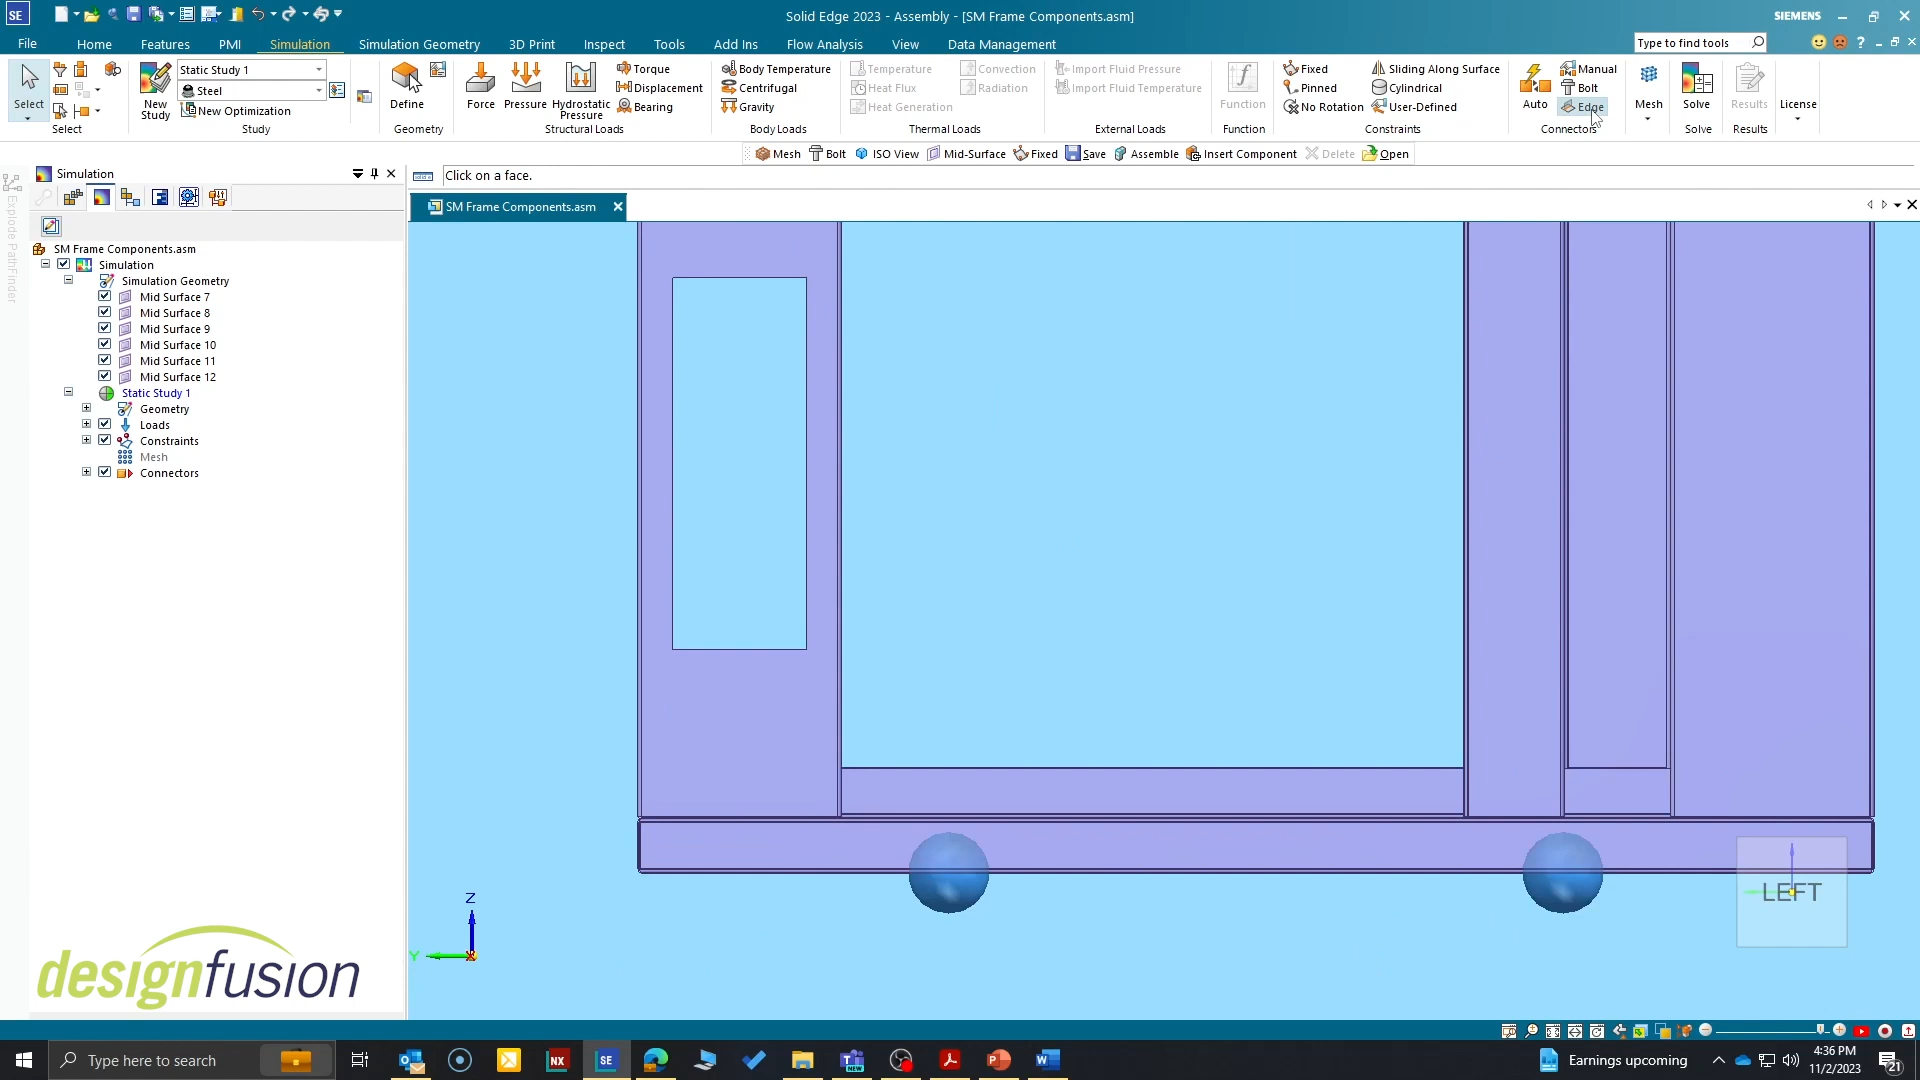 SE
Solid Edge 2023 - Assembly - [SM Frame Components.asm]
SIEMENS
File Home Features PMI Simulation Simulation Geometry 3D Print Inspect Tools Add Ins Flow Analysis View Data Management
Type to find tools
Select
Select
New Study
Static Study 1
Steel
New Optimization
Study
Define
Geometry
Force
Pressure
Hydrostatic Pressure
Torque
Displacement
Bearing
Structural Loads
Body Temperature
Centrifugal
Gravity
Body Loads
Temperature
Heat Flux
Heat Generation
Convection
Radiation
Thermal Loads
Import Fluid Pressure
Import Fluid Temperature
External Loads
Function
Function
Fixed
Pinned
No Rotation
Sliding Along Surface
Cylindrical
User-Defined
Constraints
Auto
Manual
Bolt
Edge
Connectors
Mesh
Solve
Solve
Results
Results
License
Mesh Bolt ISO View Mid-Surface Fixed Save Assemble Insert Component Delete Open
Explode PathFinder
Simulation
Click on a face.
SM Frame Components.asm
SM Frame Components.asm
Simulation
Simulation Geometry
Mid Surface 7
Mid Surface 8
Mid Surface 9
Mid Surface 10
Mid Surface 11
Mid Surface 12
Static Study 1
Geometry
Loads
Constraints
Mesh
Connectors
Z
Y
LEFT
designfusion
Type here to search
NX
SE
NEW
Earnings upcoming
4:36 PM
11/2/2023
21